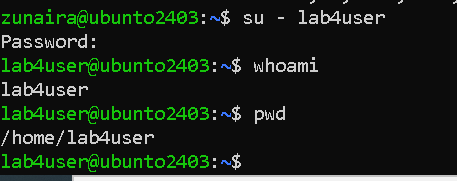 zunaira@ubunto2403:~$ su - lab4user
Password:
lab4user@ubunto2403:~$ whoami
lab4user
lab4user@ubunto2403:~$ pwd
/home/lab4user
lab4user@ubunto2403:~$